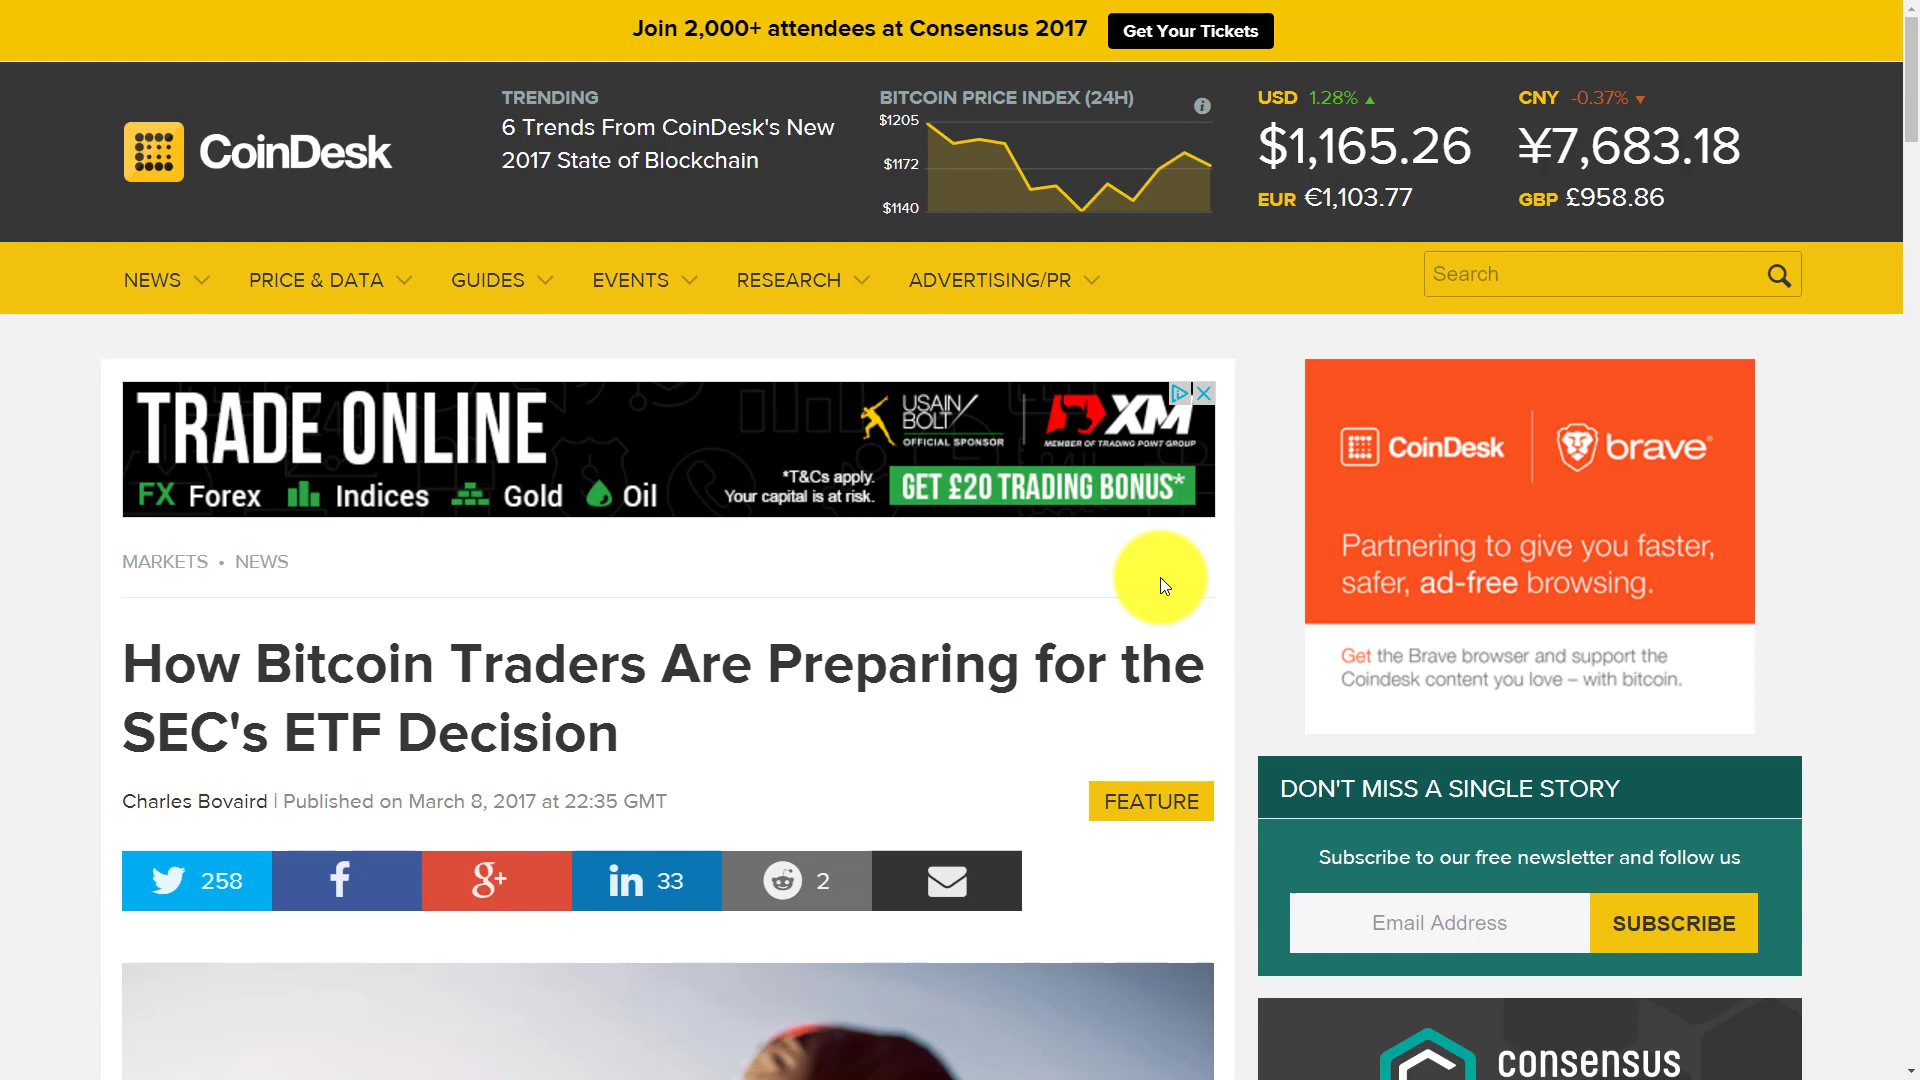 Join 2,000+ attendees at Consensus 2017
Get Your Tickets
CoinDesk
TRENDING
6 Trends From CoinDesk's New
2017 State of Blockchain
BITCOIN PRICE INDEX (24H)
$1205
$1172
$1140
USD 1.28%
$1,165.26
EUR €1,103.77
CNY -0.37%
¥7,683.18
GBP £958.86
NEWS
PRICE & DATA
GUIDES
EVENTS
RESEARCH
ADVERTISING/PR
Search
TRADE ONLINE
FX Forex
Indices
Gold
Oil
USAIN
BOLT
OFFICIAL SPONSOR
XM
MEMBER OF TRADING POINT GROUP
*T&Cs apply.
Your capital is at risk.
GET £20 TRADING BONUS*
MARKETS • NEWS
How Bitcoin Traders Are Preparing for the
SEC's ETF Decision
Charles Bovaird | Published on March 8, 2017 at 22:35 GMT
FEATURE
258
f
g+
in 33
2
CoinDesk
brave
Partnering to give you faster,
safer, ad-free browsing.
Get the Brave browser and support the
Coindesk content you love – with bitcoin.
DON'T MISS A SINGLE STORY
Subscribe to our free newsletter and follow us
Email Address
SUBSCRIBE
consensus